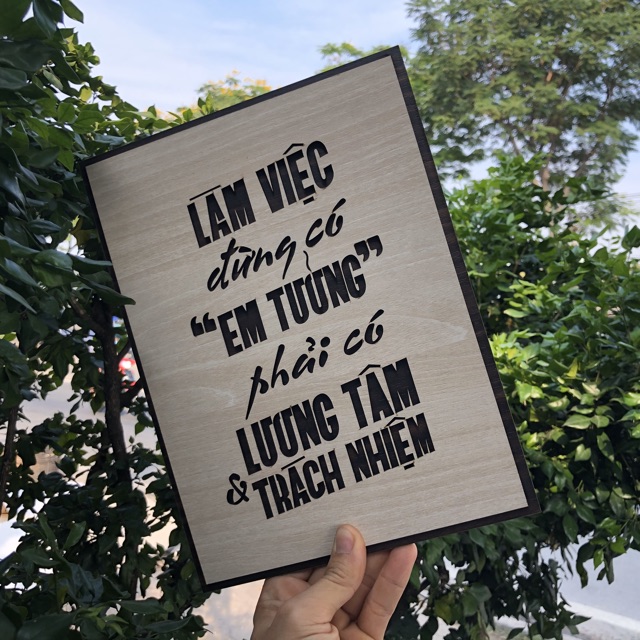 LÀM VIỆC
đừng có
“EM TƯỞNG”
phải có
LƯƠNG TÂM
& TRÁCH NHIỆM